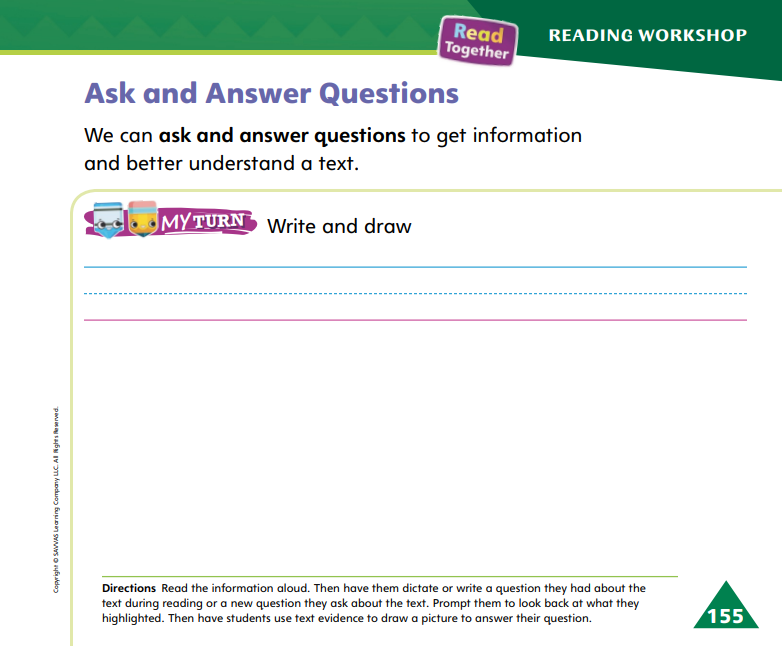 Read
Together
READING WORKSHOP
Ask and Answer Questions
We can ask and answer questions to get information
and better understand a text.
MY TURN Write and draw
Copyright © SAVVAS Learning Company LLC. All Rights Reserved.
Directions Read the information aloud. Then have them dictate or write a question they had about the
text during reading or a new question they ask about the text. Prompt them to look back at what they
highlighted. Then have students use text evidence to draw a picture to answer their question.
155